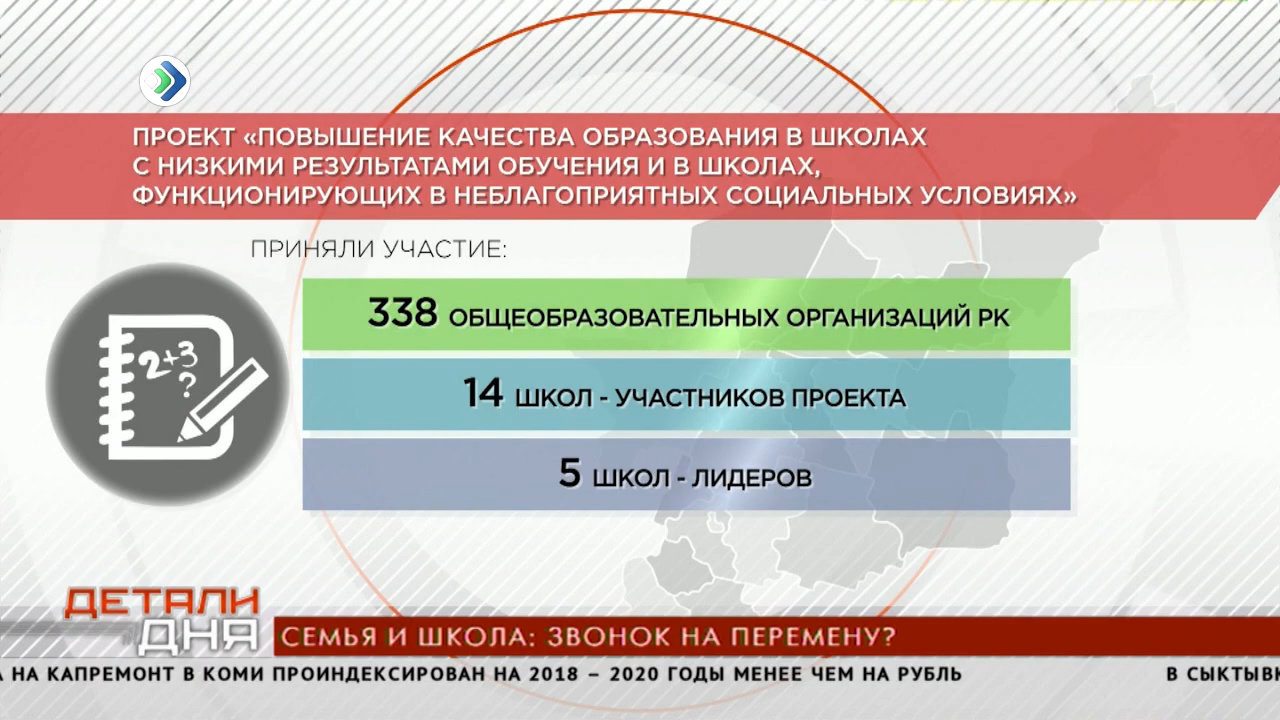 ПРОЕКТ «ПОВЫШЕНИЕ КАЧЕСТВА ОБРАЗОВАНИЯ В ШКОЛАХ
С НИЗКИМИ РЕЗУЛЬТАТАМИ ОБУЧЕНИЯ И В ШКОЛАХ,
ФУНКЦИОНИРУЮЩИХ В НЕБЛАГОПРИЯТНЫХ СОЦИАЛЬНЫХ УСЛОВИЯХ»
ПРИНЯЛИ УЧАСТИЕ:
338 ОБЩЕОБРАЗОВАТЕЛЬНЫХ ОРГАНИЗАЦИЙ РК
2+3
?
14 ШКОЛ - УЧАСТНИКОВ ПРОЕКТА
5 ШКОЛ - ЛИДЕРОВ
ДЕТАЛИ
ДНЯ
СЕМЬЯ И ШКОЛА: ЗВОНОК НА ПЕРЕМЕНУ?
НА КАПРЕМОНТ В КОМИ ПРОИНДЕКСИРОВАН НА 2018 – 2020 ГОДЫ МЕНЕЕ ЧЕМ НА РУБЛЬ В